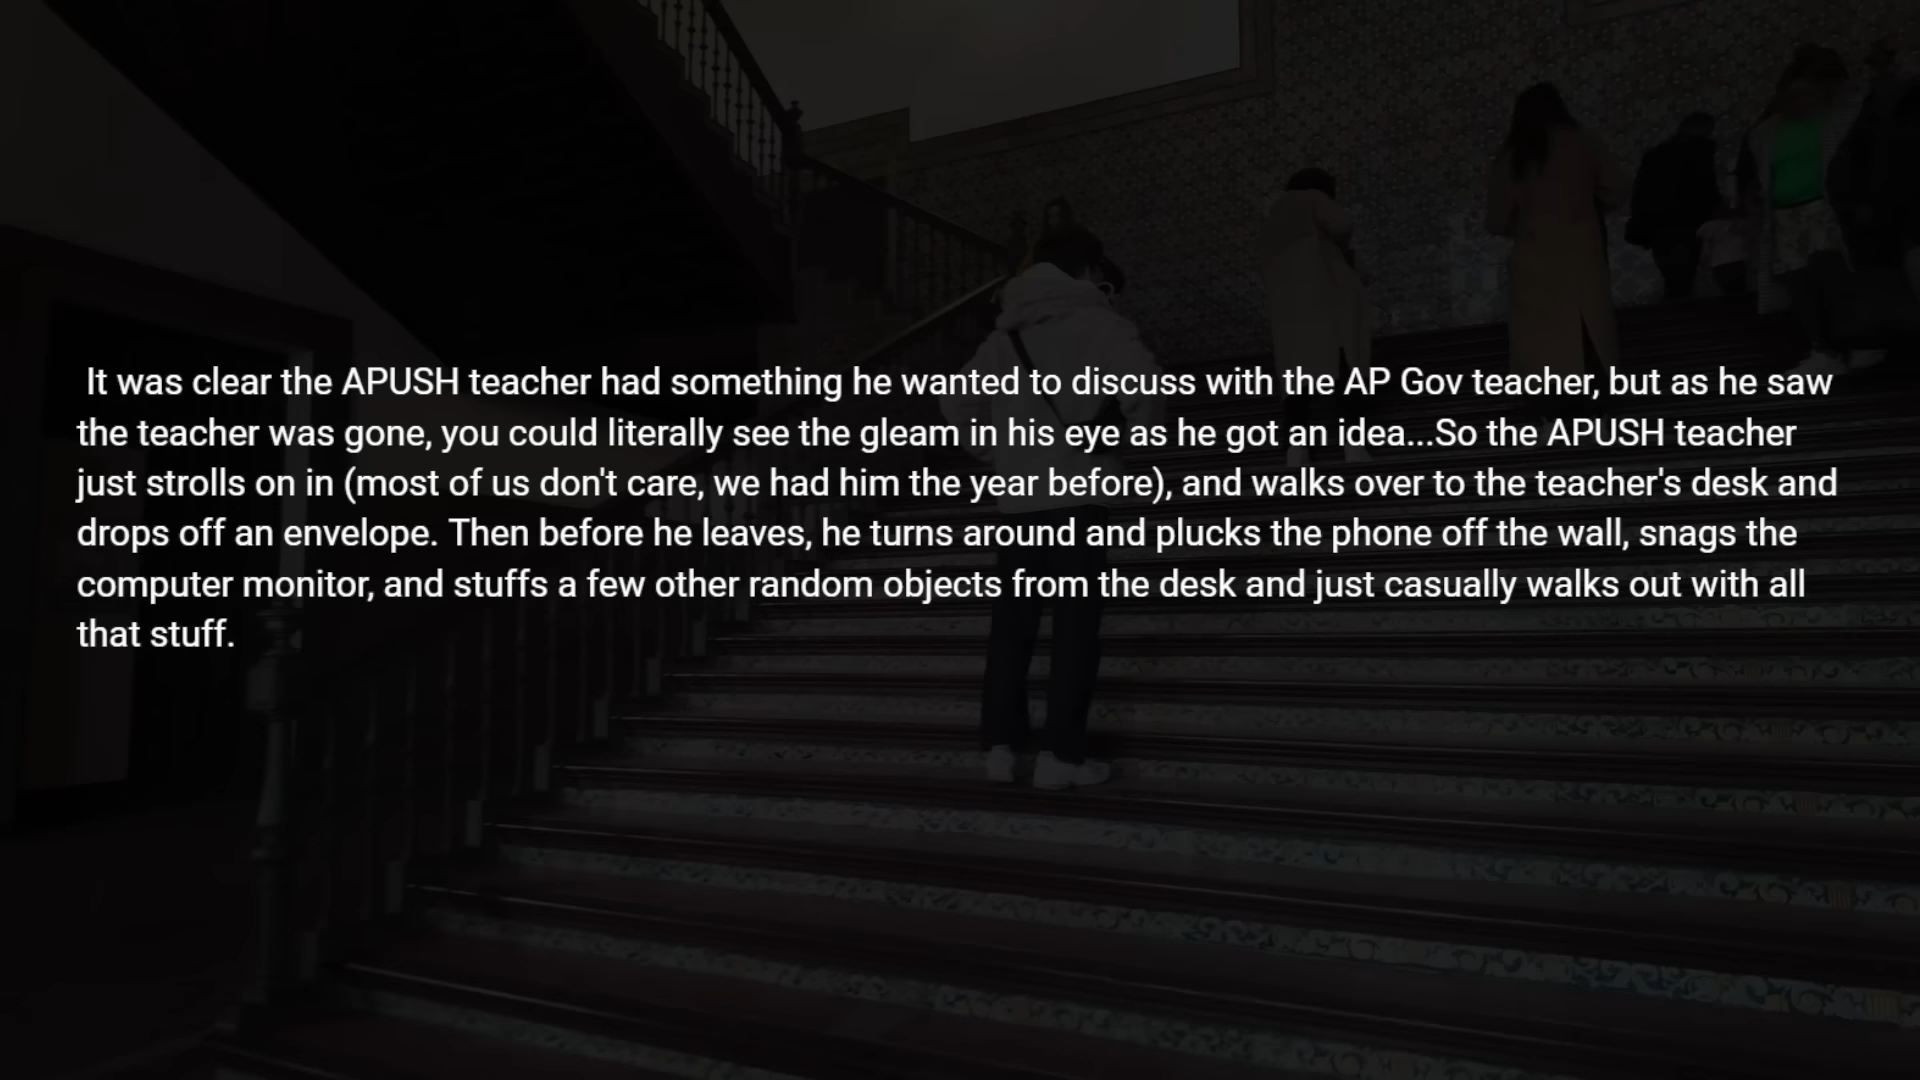 It was clear the APUSH teacher had something he wanted to discuss with the AP Gov teacher, but as he saw
the teacher was gone, you could literally see the gleam in his eye as he got an idea...So the APUSH teacher
just strolls on in (most of us don't care, we had him the year before), and walks over to the teacher's desk and
drops off an envelope. Then before he leaves, he turns around and plucks the phone off the wall, snags the
computer monitor, and stuffs a few other random objects from the desk and just casually walks out with all
that stuff.